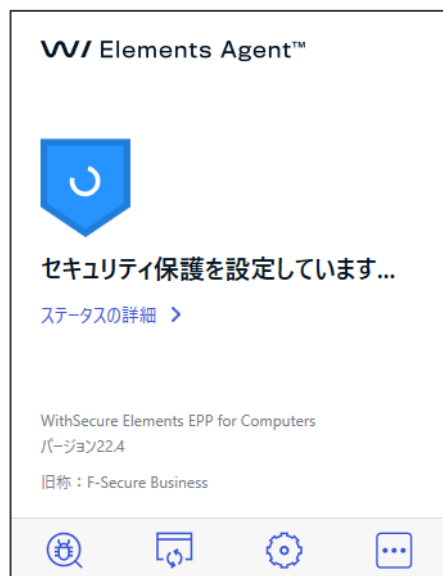 W/ Elements Agent™
セキュリティ保護を設定しています...
ステータスの詳細 >
WithSecure Elements EPP for Computers
バージョン22.4
旧称：F-Secure Business